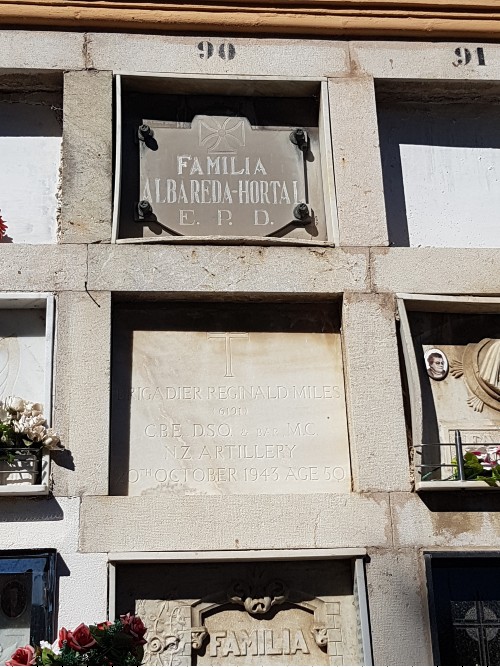 90
91
FAMILIA
ALBAREDA-HORTAL
E. P. D.
BRIGADIER REGINALD MILES
CBE DSO & BAR MC
NZ ARTILLERY
OCTOBER 1943 AGE 50
FAMILIA